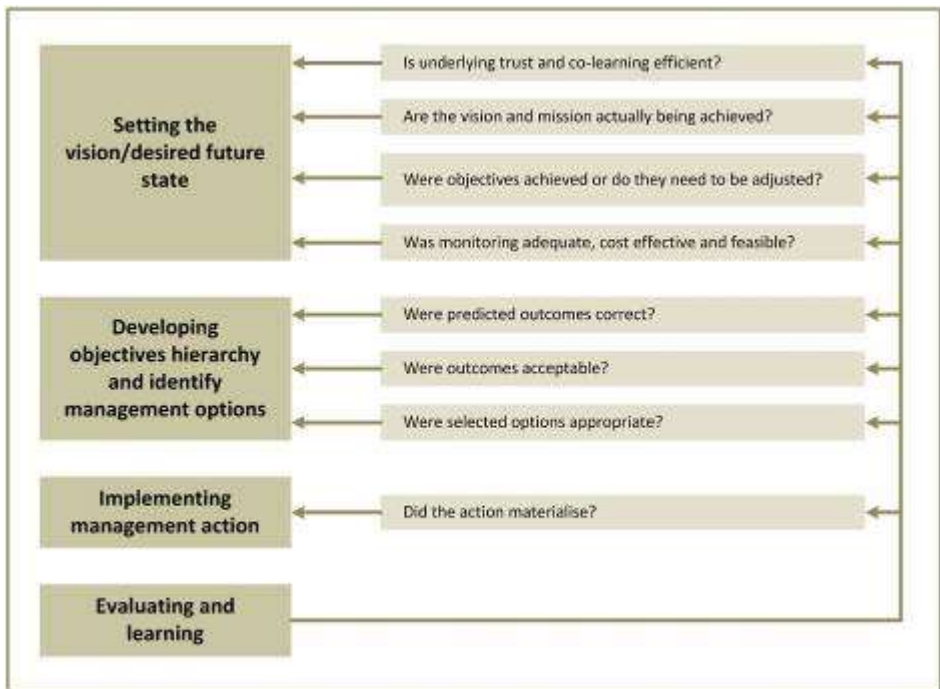 Setting the
vision/desired future
state
Is underlying trust and co-learning efficient?
Are the vision and mission actually being achieved?
Were objectives achieved or do they need to be adjusted?
Was monitoring adequate, cost effective and feasible?
Developing
objectives hierarchy
and identify
management options
Were predicted outcomes correct?
Were outcomes acceptable?
Were selected options appropriate?
Implementing
management action
Did the action materialise?
Evaluating and
learning